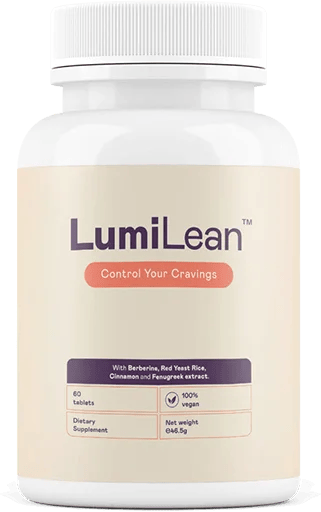 LumiLean™
Control Your Cravings
With Berberine, Red Yeast Rice,
Cinnamon and Fenugreek extract.
60
tablets
100%
vegan
Dietary
Supplement
Net weight
℮46.5g